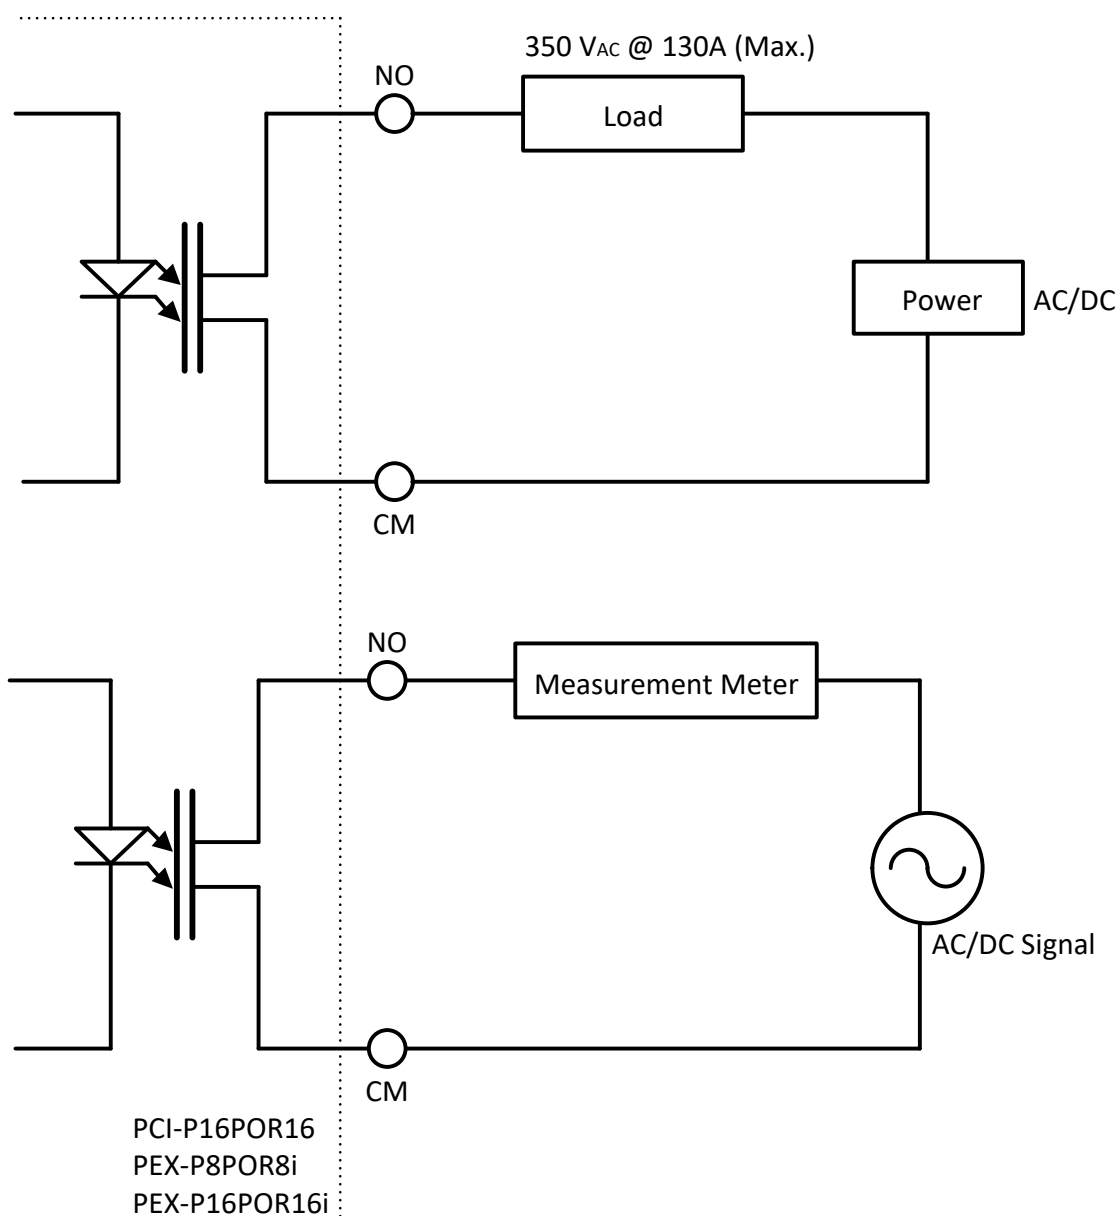 350 VAC @ 130A (Max.)
NO
Load
Power
AC/DC
CM
NO
Measurement Meter
AC/DC Signal
CM
PCI-P16POR16
PEX-P8POR8i
PEX-P16POR16i